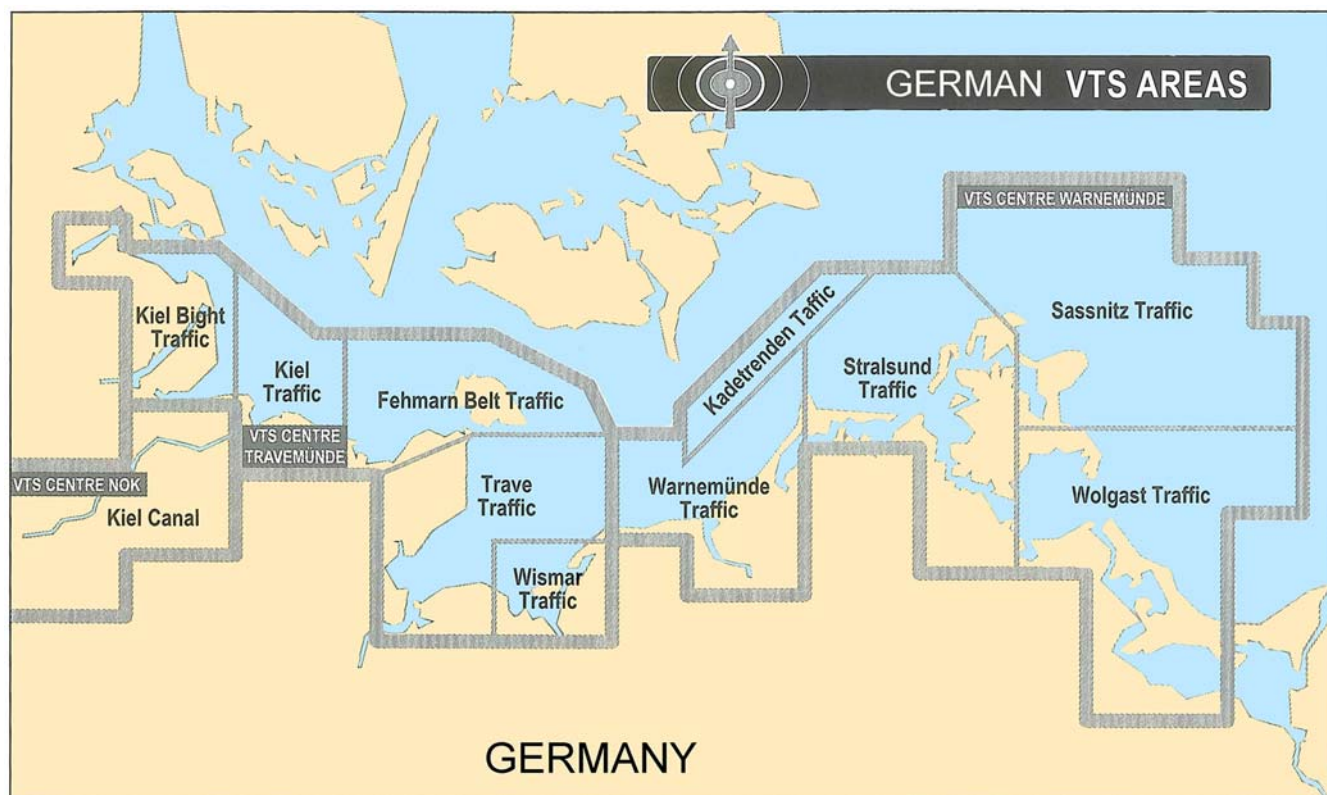 GERMAN VTS AREAS
VTS CENTRE WARNEMÜNDE
Kiel Bight
Traffic
Kiel
Traffic
Fehmarn Belt Traffic
Kadetrenden Taffic
Stralsund
Traffic
Sassnitz Traffic
VTS CENTRE
TRAVEMÜNDE
VTS CENTRE NOK
Kiel Canal
Trave
Traffic
Warnemünde
Traffic
Wolgast Traffic
Wismar
Traffic
GERMANY